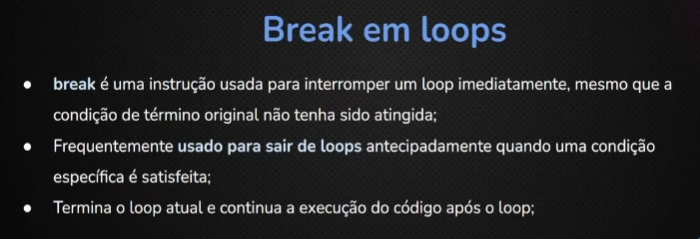 Break em loops
● break é uma instrução usada para interromper um loop imediatamente, mesmo que a
condição de término original não tenha sido atingida;
● Frequentemente usado para sair de loops antecipadamente quando uma condição
específica é satisfeita;
● Termina o loop atual e continua a execução do código após o loop;